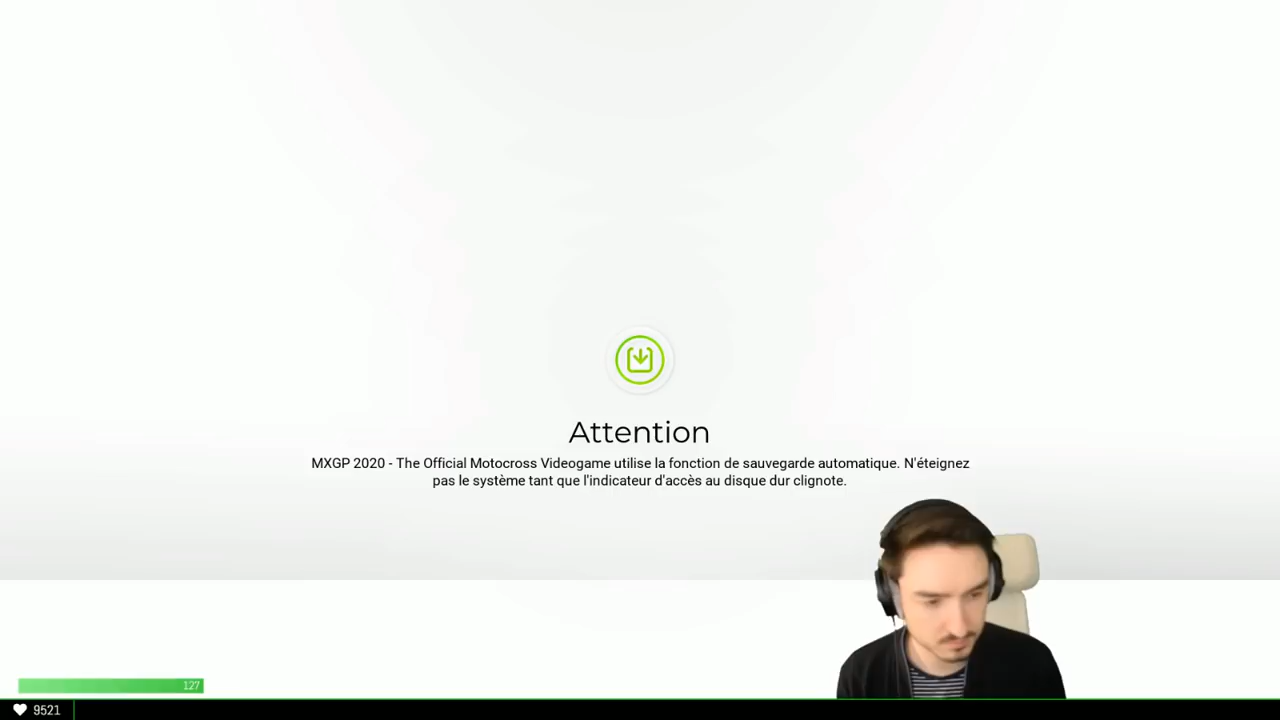 Attention
MXGP 2020 - The Official Motocross Videogame utilise la fonction de sauvegarde automatique. N'éteignez
pas le système tant que l'indicateur d'accès au disque dur clignote.
127
9521